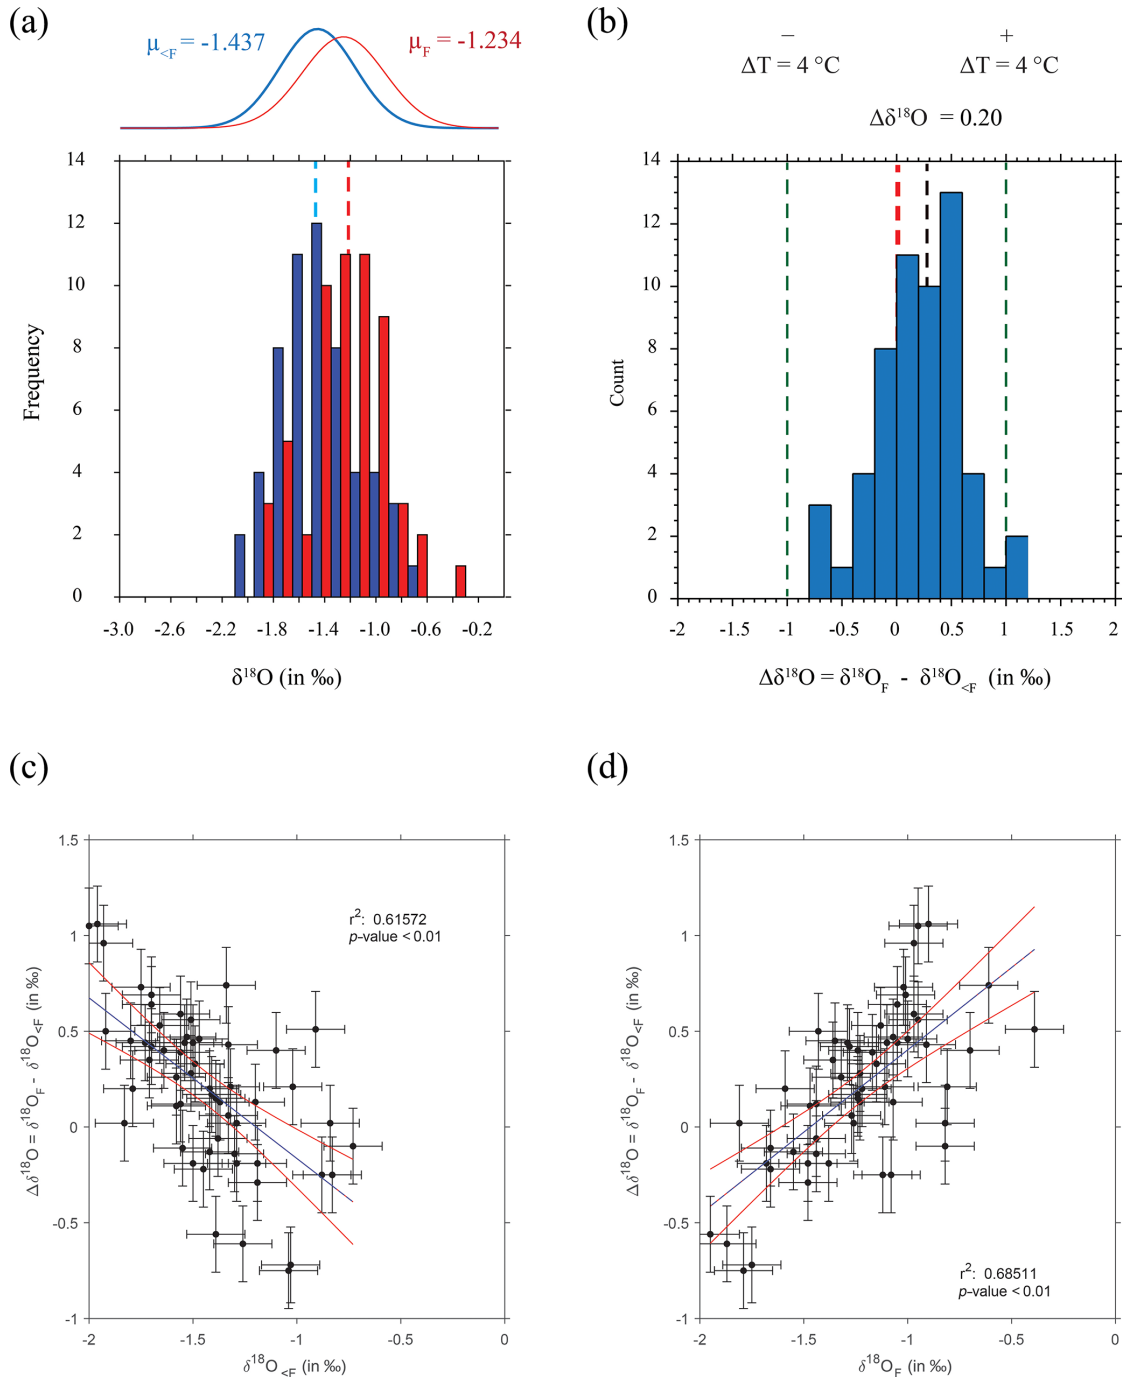 (a)
μ<F = -1.437
μF = -1.234
14
12
10
8
6
4
2
0
Frequency
-3.0 -2.6 -2.2 -1.8 -1.4 -1.0 -0.6 -0.2
δ¹⁸O (in ‰)
(b)
− +
ΔT = 4 °C ΔT = 4 °C
Δδ¹⁸O = 0.20
14
12
10
8
6
4
2
0
Count
-2 -1 -0.5 0 0.5 1 2
Δδ¹⁸O = δ¹⁸OF - δ¹⁸O<F (in ‰)
(c)
1.5
1
0.5
0
-0.5
-1
Δδ¹⁸O = δ¹⁸OF - δ¹⁸O<F (in ‰)
r²: 0.61572
p-value < 0.01
-2 -1.5 -1 -0.5 0
δ¹⁸O<F (in ‰)
(d)
1.5
1
0.5
0
-0.5
-1
Δδ¹⁸O = δ¹⁸OF - δ¹⁸O<F (in ‰)
r²: 0.68511
p-value < 0.01
-2 -1.5 -1 -0.5 0
δ¹⁸OF (in ‰)